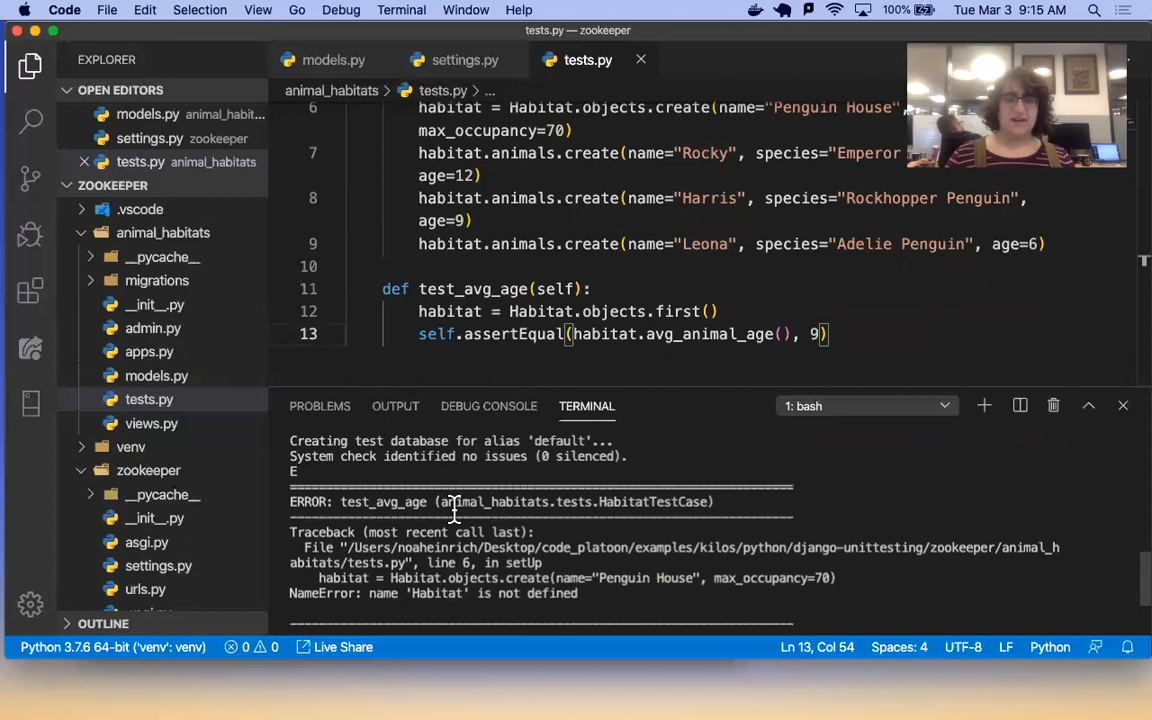 Code File Edit Selection View Go Debug Terminal Window Help 100% Tue Mar 3 9:15 AM
tests.py — zookeeper
EXPLORER
OPEN EDITORS
models.py animal_habit...
settings.py zookeeper
tests.py animal_habitats
ZOOKEEPER
.vscode
animal_habitats
__pycache__
migrations
__init__.py
admin.py
apps.py
models.py
tests.py
views.py
venv
zookeeper
__pycache__
__init__.py
asgi.py
settings.py
urls.py
OUTLINE
models.py settings.py tests.py
animal_habitats > tests.py > ...
6 habitat = Habitat.objects.create(name="Penguin House",
max_occupancy=70)
7 habitat.animals.create(name="Rocky", species="Emperor
age=12)
8 habitat.animals.create(name="Harris", species="Rockhopper Penguin",
age=9)
9 habitat.animals.create(name="Leona", species="Adelie Penguin", age=6)
10
11 def test_avg_age(self):
12 habitat = Habitat.objects.first()
13 self.assertEqual(habitat.avg_animal_age(), 9)
PROBLEMS OUTPUT DEBUG CONSOLE TERMINAL 1: bash
Creating test database for alias 'default'...
System check identified no issues (0 silenced).
E
======================================================================
ERROR: test_avg_age (animal_habitats.tests.HabitatTestCase)
----------------------------------------------------------------------
Traceback (most recent call last):
File "/Users/noaheinrich/Desktop/code_platoon/examples/kilos/python/django-unittesting/zookeeper/animal_h
abitats/tests.py", line 6, in setUp
habitat = Habitat.objects.create(name="Penguin House", max_occupancy=70)
NameError: name 'Habitat' is not defined
----------------------------------------------------------------------
Python 3.7.6 64-bit ('venv': venv) 0 0 Live Share Ln 13, Col 54 Spaces: 4 UTF-8 LF Python